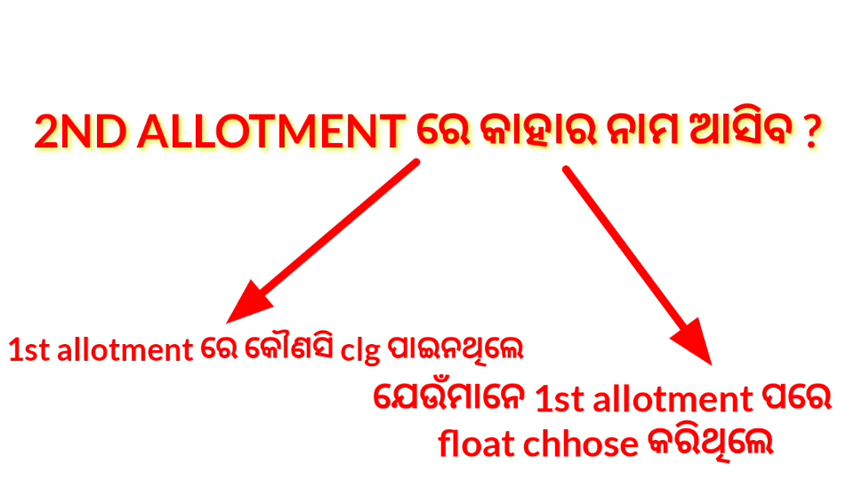 2ND ALLOTMENT ରେ କାହାର ନାମ ଆସିବ ?
1st allotment ରେ କୌଣସି clg ପାଇନଥିଲେ
ଯେଉଁମାନେ 1st allotment ପରେ
float chhose କରିଥିଲେ